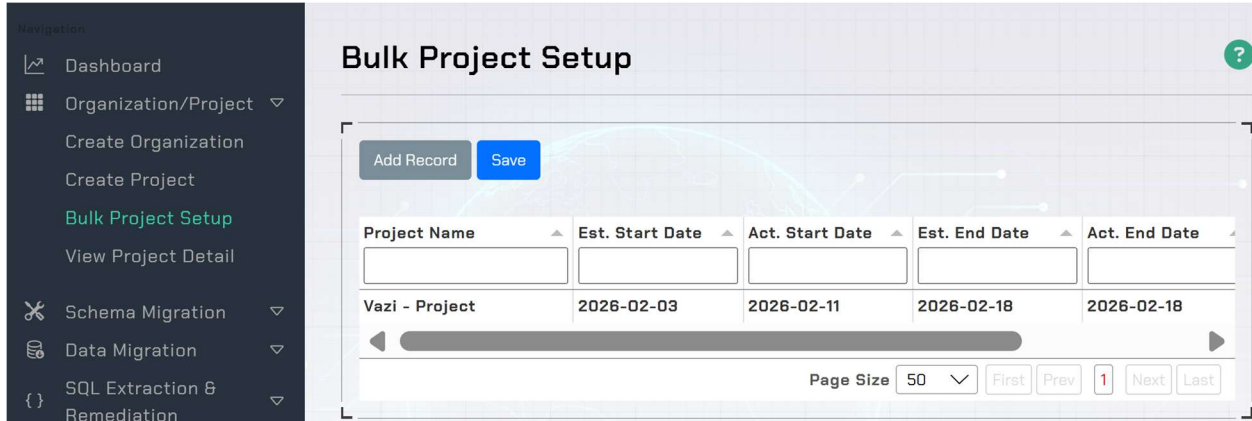 Navigation
Dashboard
Organization/Project
Create Organization
Create Project
Bulk Project Setup
View Project Detail
Schema Migration
Data Migration
SQL Extraction &
Remediation
Bulk Project Setup
?
Add Record Save
Project Name Est. Start Date Act. Start Date Est. End Date Act. End Date
Vazi - Project 2026-02-03 2026-02-11 2026-02-18 2026-02-18
Page Size 50 First Prev 1 Next Last